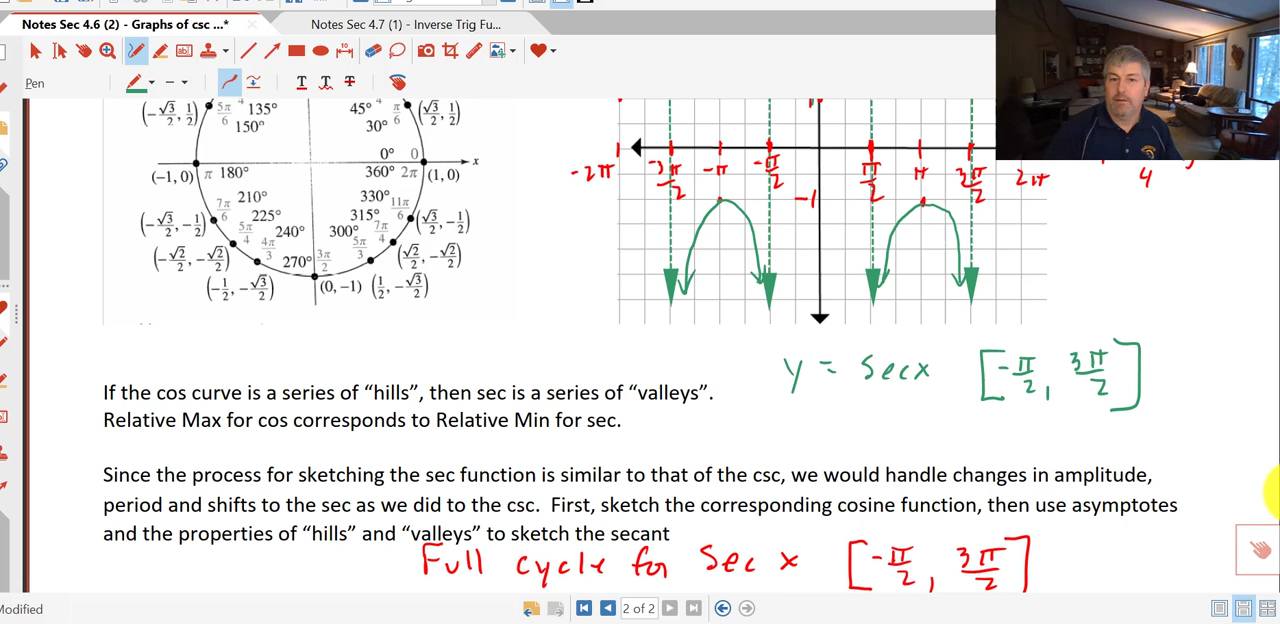 Notes Sec 4.6 (2) - Graphs of csc ...*
Notes Sec 4.7 (1) - Inverse Trig Fu...
Pen
(-√3/2, 1/2) 5π/6 4 135° 45° 4 π/6 (√3/2, 1/2)
150° 30°
0° 0 x
(-1, 0) π 180° 360° 2π (1, 0)
7π/6 210° 330° 11π/6
(-√3/2, -1/2) 5π/4 225° 315° 7π/4 (√3/2, -1/2)
4π/3 240° 300° 5π/3
(-√2/2, -√2/2) 270° 3π/2 (√2/2, -√2/2)
(-1/2, -√3/2) (0, -1) (1/2, -√3/2)
-2π -3π/2 -π -π/2 π/2 π 3π/2 2π 4
-1
y = secx [-π/2, 3π/2]
If the cos curve is a series of “hills”, then sec is a series of “valleys”.
Relative Max for cos corresponds to Relative Min for sec.
Since the process for sketching the sec function is similar to that of the csc, we would handle changes in amplitude,
period and shifts to the sec as we did to the csc. First, sketch the corresponding cosine function, then use asymptotes
and the properties of “hills” and “valleys” to sketch the secant
Full cycle for Sec x [-π/2, 3π/2]
Modified
2 of 2